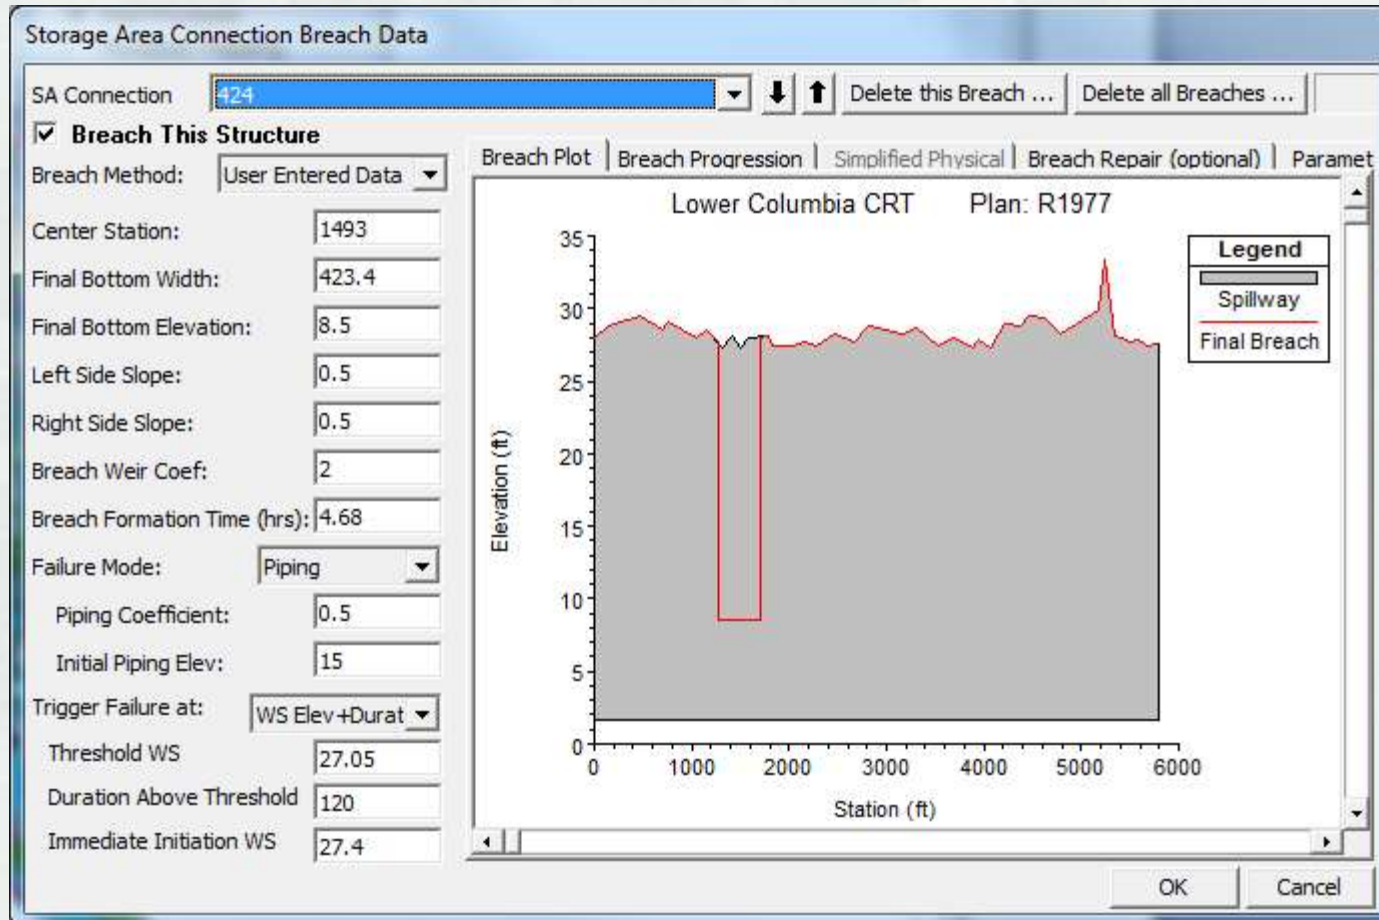 Storage Area Connection Breach Data
SA Connection 424 Delete this Breach ... Delete all Breaches ...
Breach This Structure
Breach Method: User Entered Data
Center Station: 1493
Final Bottom Width: 423.4
Final Bottom Elevation: 8.5
Left Side Slope: 0.5
Right Side Slope: 0.5
Breach Weir Coef: 2
Breach Formation Time (hrs): 4.68
Failure Mode: Piping
Piping Coefficient: 0.5
Initial Piping Elev: 15
Trigger Failure at: WS Elev+Durat
Threshold WS 27.05
Duration Above Threshold 120
Immediate Initiation WS 27.4
Breach Plot Breach Progression Simplified Physical Breach Repair (optional) Paramet
Lower Columbia CRT Plan: R1977
Legend
Spillway
Final Breach
Elevation (ft)
35
30
25
20
15
10
5
0
0 1000 2000 3000 4000 5000 6000
Station (ft)
OK Cancel